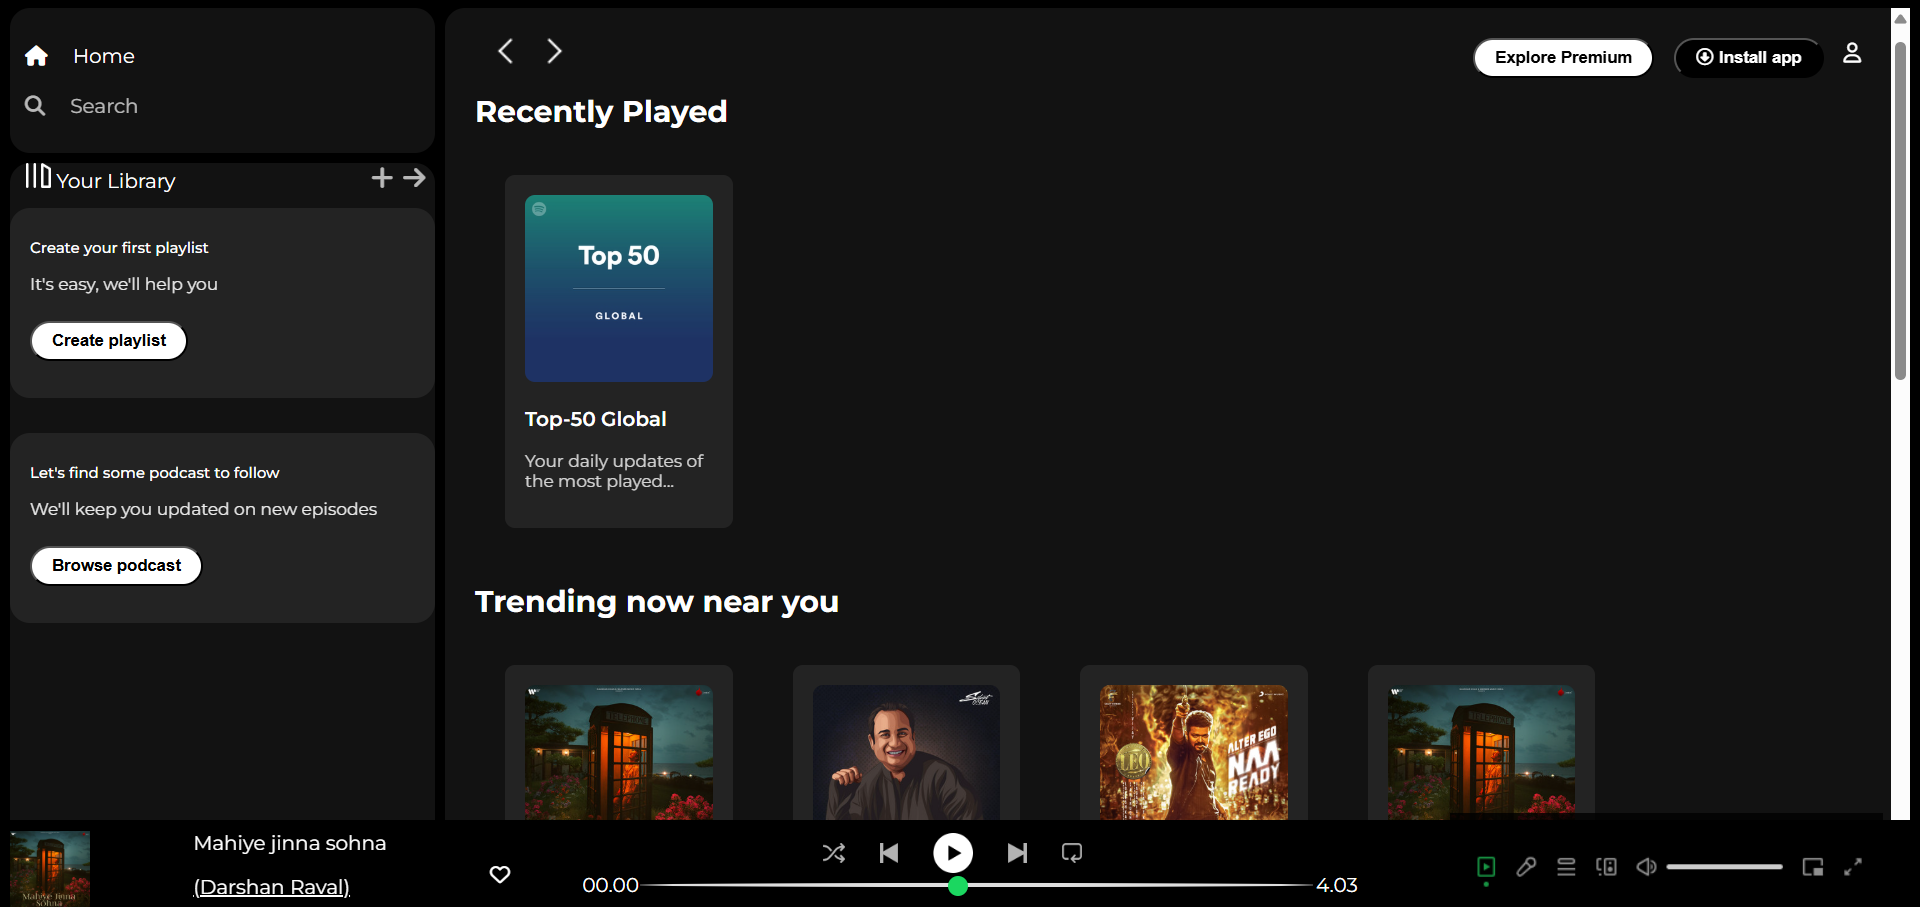 Home
Search
Your Library
Create your first playlist
It's easy, we'll help you
Create playlist
Let's find some podcast to follow
We'll keep you updated on new episodes
Browse podcast
Explore Premium
Install app
Recently Played
Top 50
GLOBAL
Top-50 Global
Your daily updates of
the most played...
Trending now near you
LEO
ALTER EGO
NAA
READY
Mahiye jinna
sohna
Mahiye jinna sohna
(Darshan Raval)
00.00
4.03